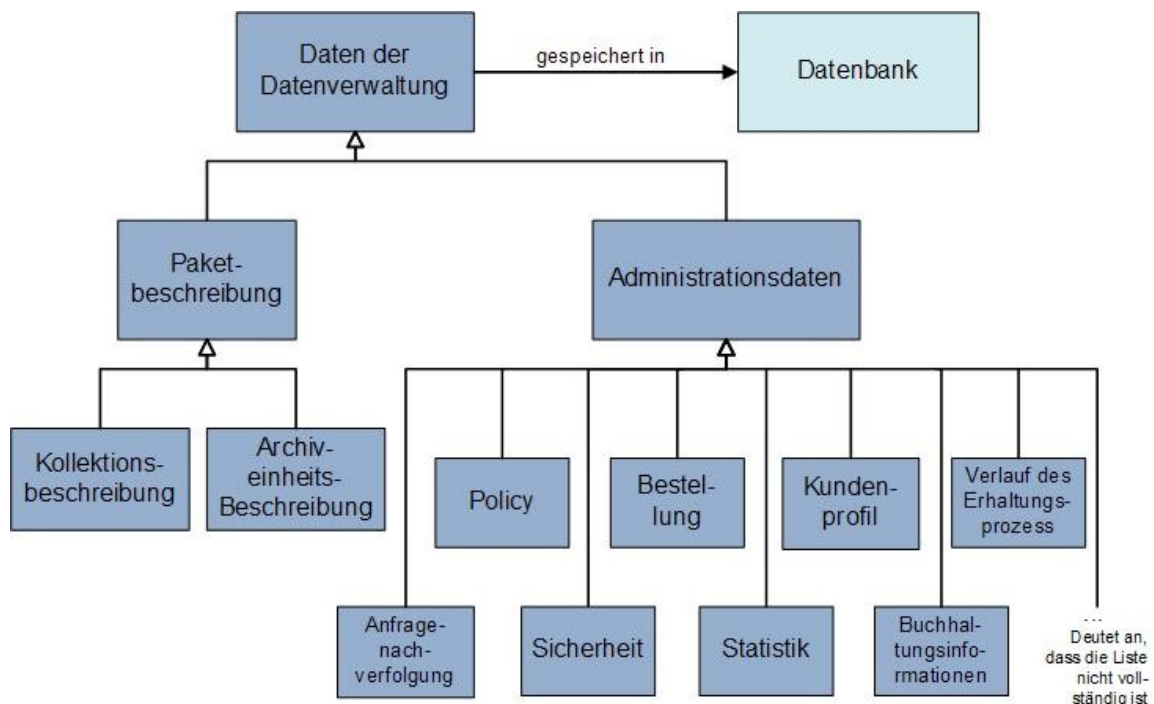 Daten der
Datenverwaltung
gespeichert in
Datenbank
Paket-
beschreibung
Administrationsdaten
Kollektions-
beschreibung
Archiv-
einheits-
Beschreibung
Policy
Bestel-
lung
Kunden-
profil
Verlauf des
Erhaltungs-
prozess
Anfrage-
nach-
verfolgung
Sicherheit
Statistik
Buchhal-
tungsinfo-
rmationen
...
Deutet an,
dass die Liste
nicht voll-
ständig ist